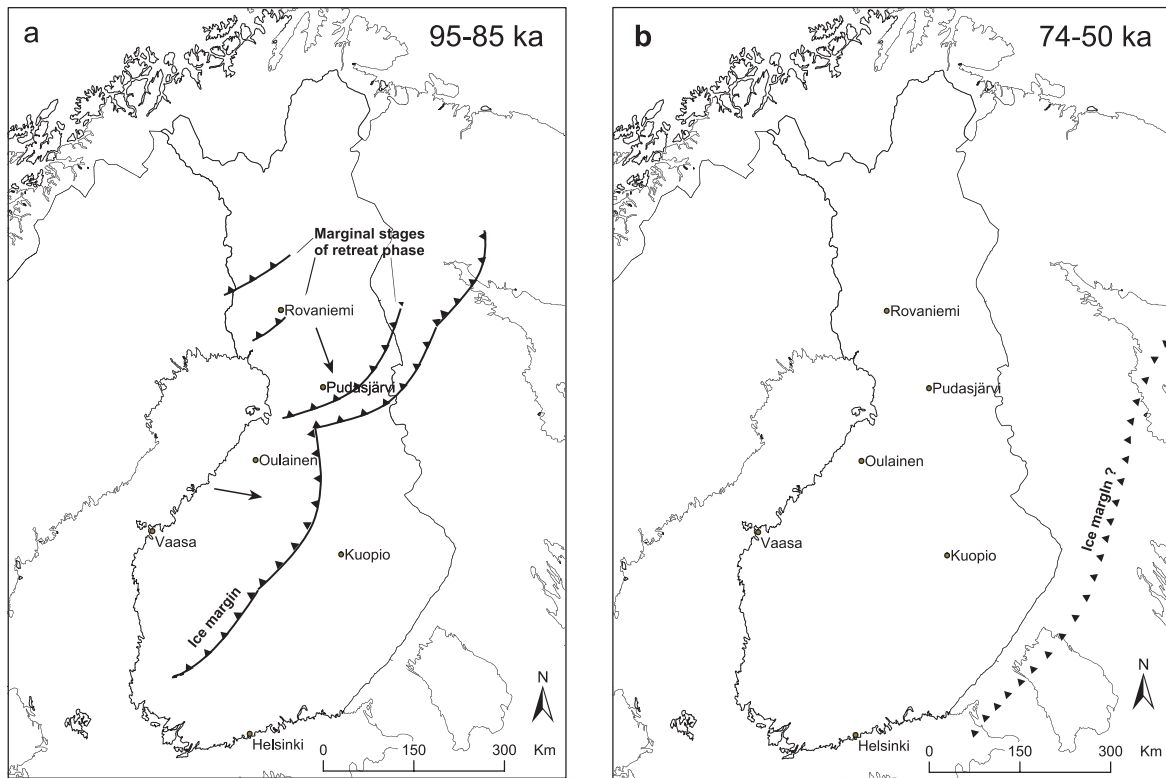 a
95-85 ka
Marginal stages
of retreat phase
Rovaniemi
Pudasjärvi
Oulainen
Vaasa
Kuopio
Ice margin
Helsinki
N
0 150 300 Km
b
74-50 ka
Rovaniemi
Pudasjärvi
Oulainen
Ice margin ?
Vaasa
Kuopio
Helsinki
N
0 150 300 Km